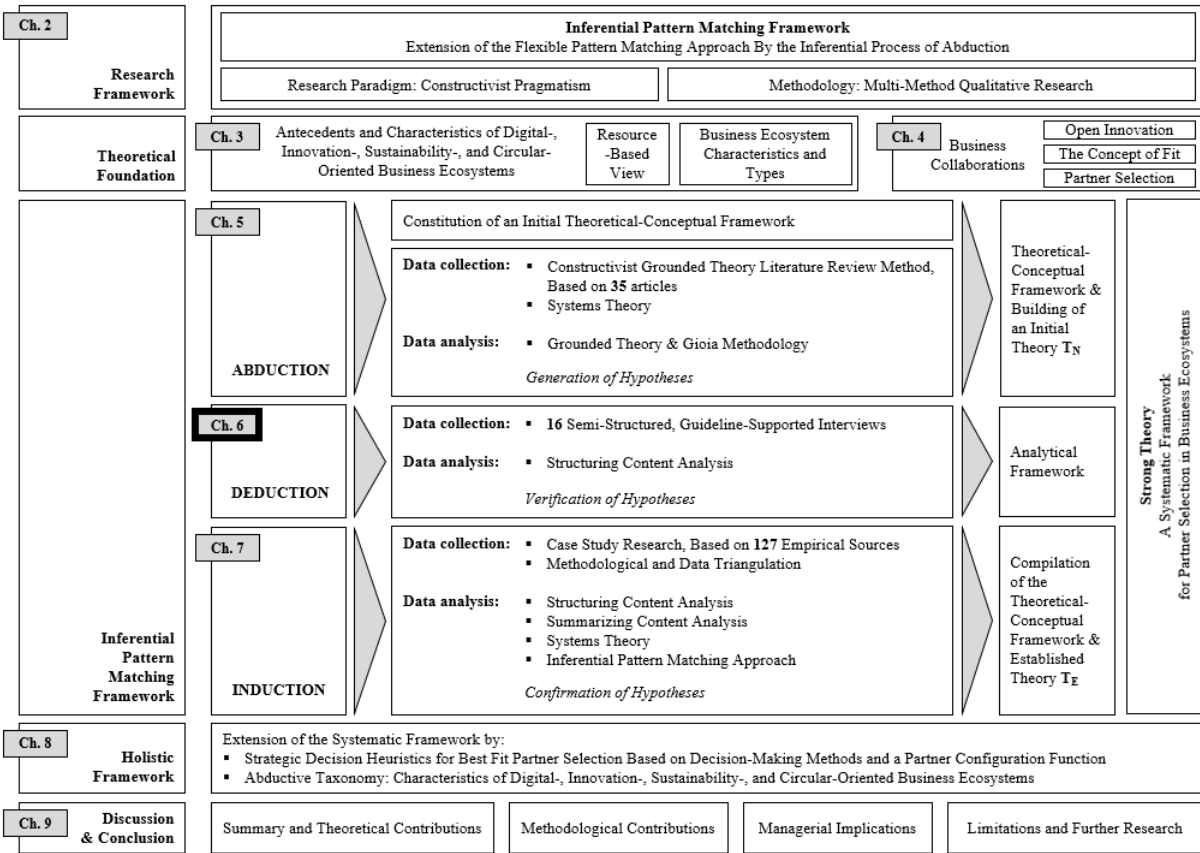 Ch. 2
Research
Framework
Inferential Pattern Matching Framework
Extension of the Flexible Pattern Matching Approach By the Inferential Process of Abduction
Research Paradigm: Constructivist Pragmatism
Methodology: Multi-Method Qualitative Research
Theoretical
Foundation
Ch. 3
Antecedents and Characteristics of Digital-,
Innovation-, Sustainability-, and Circular-
Oriented Business Ecosystems
Resource
-Based
View
Business Ecosystem
Characteristics and
Types
Ch. 4
Business
Collaborations
Open Innovation
The Concept of Fit
Partner Selection
Inferential
Pattern
Matching
Framework
Ch. 5
ABDUCTION
Constitution of an Initial Theoretical-Conceptual Framework
Data collection: ▪ Constructivist Grounded Theory Literature Review Method,
Based on 35 articles
▪ Systems Theory
Data analysis: ▪ Grounded Theory & Gioia Methodology
Generation of Hypotheses
Theoretical-
Conceptual
Framework &
Building of
an Initial
Theory T_N
Ch. 6
DEDUCTION
Data collection: ▪ 16 Semi-Structured, Guideline-Supported Interviews
Data analysis: ▪ Structuring Content Analysis
Verification of Hypotheses
Analytical
Framework
Ch. 7
INDUCTION
Data collection: ▪ Case Study Research, Based on 127 Empirical Sources
▪ Methodological and Data Triangulation
Data analysis: ▪ Structuring Content Analysis
▪ Summarizing Content Analysis
▪ Systems Theory
▪ Inferential Pattern Matching Approach
Confirmation of Hypotheses
Compilation
of the
Theoretical-
Conceptual
Framework &
Established
Theory T_E
Strong Theory
A Systematic Framework
for Partner Selection in Business Ecosystems
Ch. 8
Holistic
Framework
Extension of the Systematic Framework by:
▪ Strategic Decision Heuristics for Best Fit Partner Selection Based on Decision-Making Methods and a Partner Configuration Function
▪ Abductive Taxonomy: Characteristics of Digital-, Innovation-, Sustainability-, and Circular-Oriented Business Ecosystems
Ch. 9
Discussion
& Conclusion
Summary and Theoretical Contributions
Methodological Contributions
Managerial Implications
Limitations and Further Research